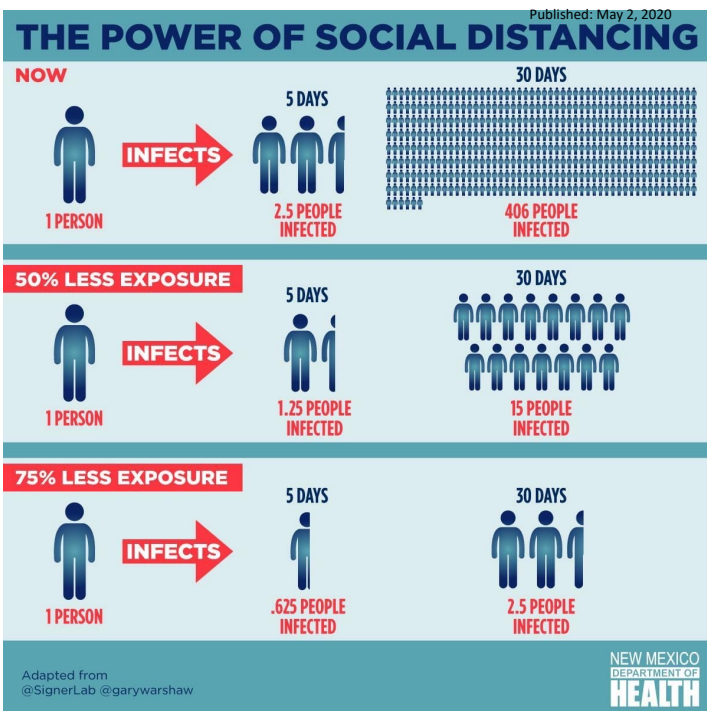 Published: May 2, 2020
THE POWER OF SOCIAL DISTANCING
NOW
1 PERSON
INFECTS
5 DAYS
2.5 PEOPLE
INFECTED
30 DAYS
406 PEOPLE
INFECTED
50% LESS EXPOSURE
1 PERSON
INFECTS
5 DAYS
1.25 PEOPLE
INFECTED
30 DAYS
15 PEOPLE
INFECTED
75% LESS EXPOSURE
1 PERSON
INFECTS
5 DAYS
.625 PEOPLE
INFECTED
30 DAYS
2.5 PEOPLE
INFECTED
Adapted from
@SignerLab @garywarshaw
NEW MEXICO
DEPARTMENT OF
HEALTH